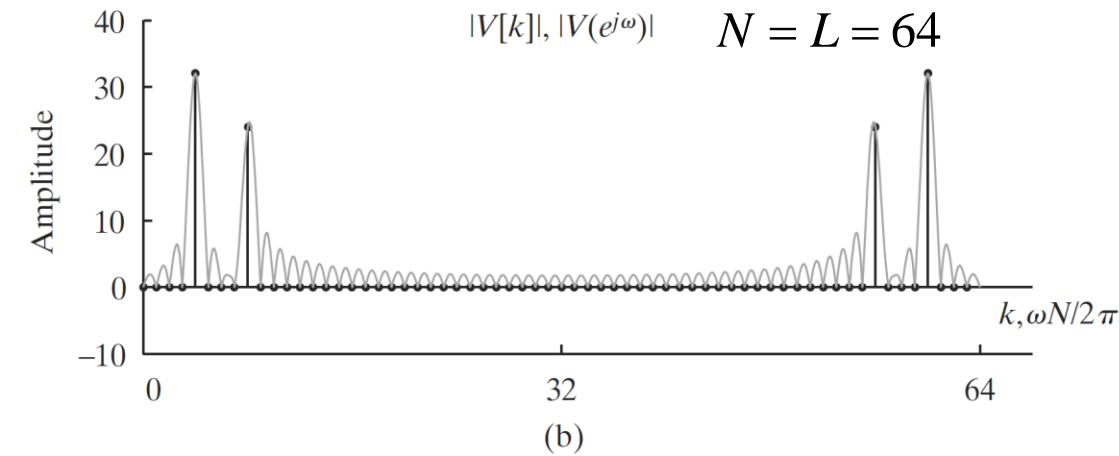 40
|V[k]|, |V(e^{jω})|
N = L = 64
30
20
10
0
−10
Amplitude
k, ωN/2π
0
32
64
(b)